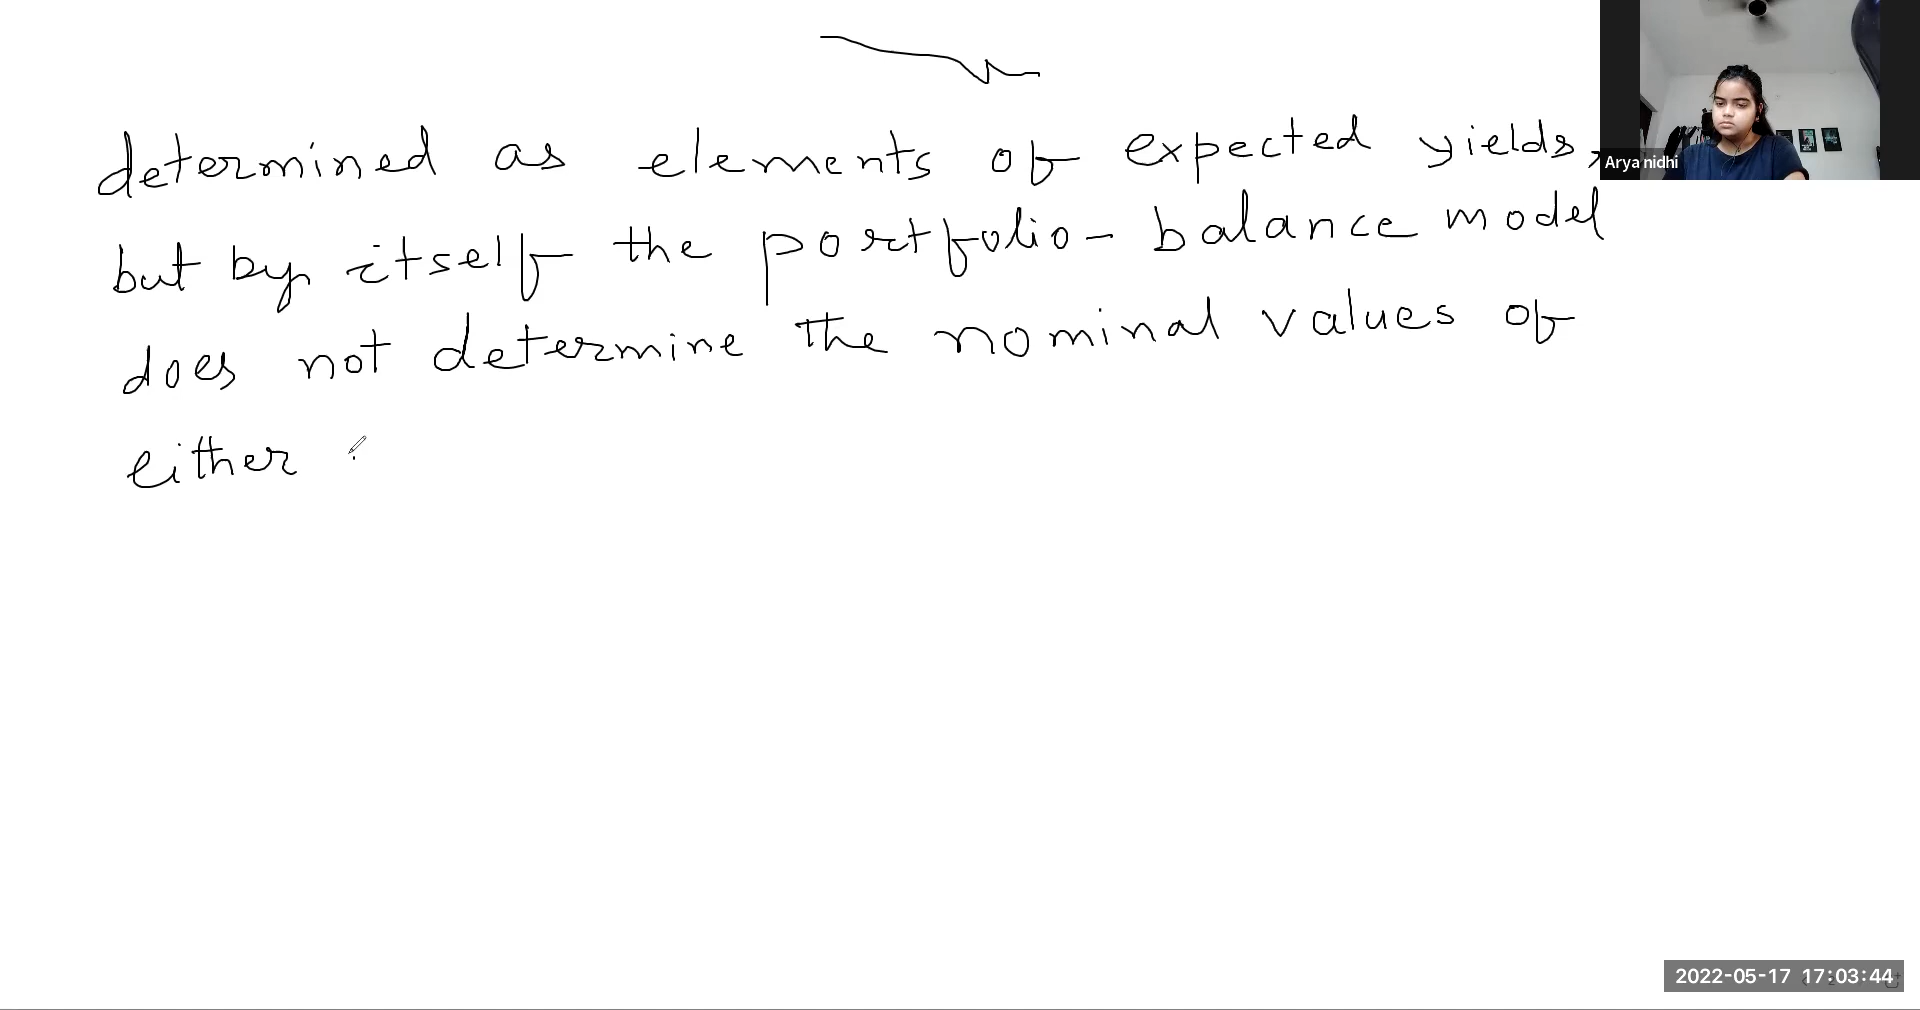 determined as elements of expected yields,
but by itself the portfolio - balance model
does not determine the nominal values of
either
Arya nidhi
2022-05-17 17:03:44